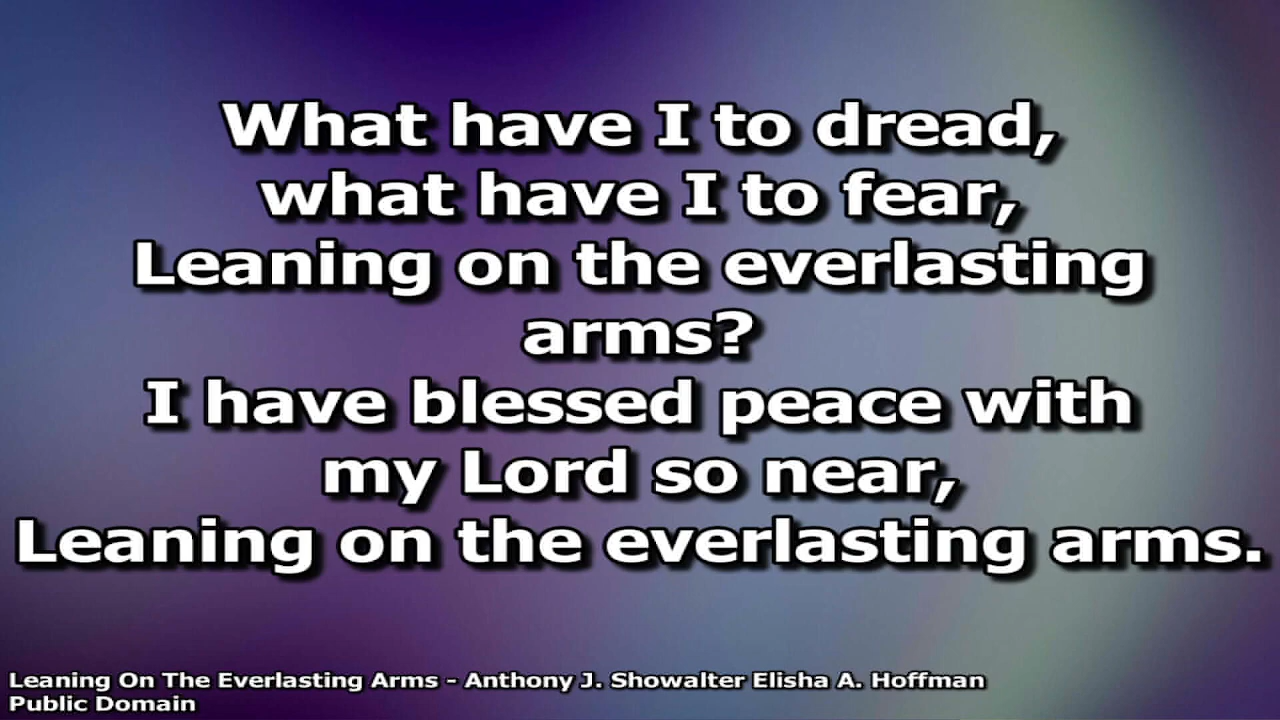 What have I to dread,
what have I to fear,
Leaning on the everlasting
arms?
I have blessed peace with
my Lord so near,
Leaning on the everlasting arms.
Leaning On The Everlasting Arms - Anthony J. Showalter Elisha A. Hoffman
Public Domain